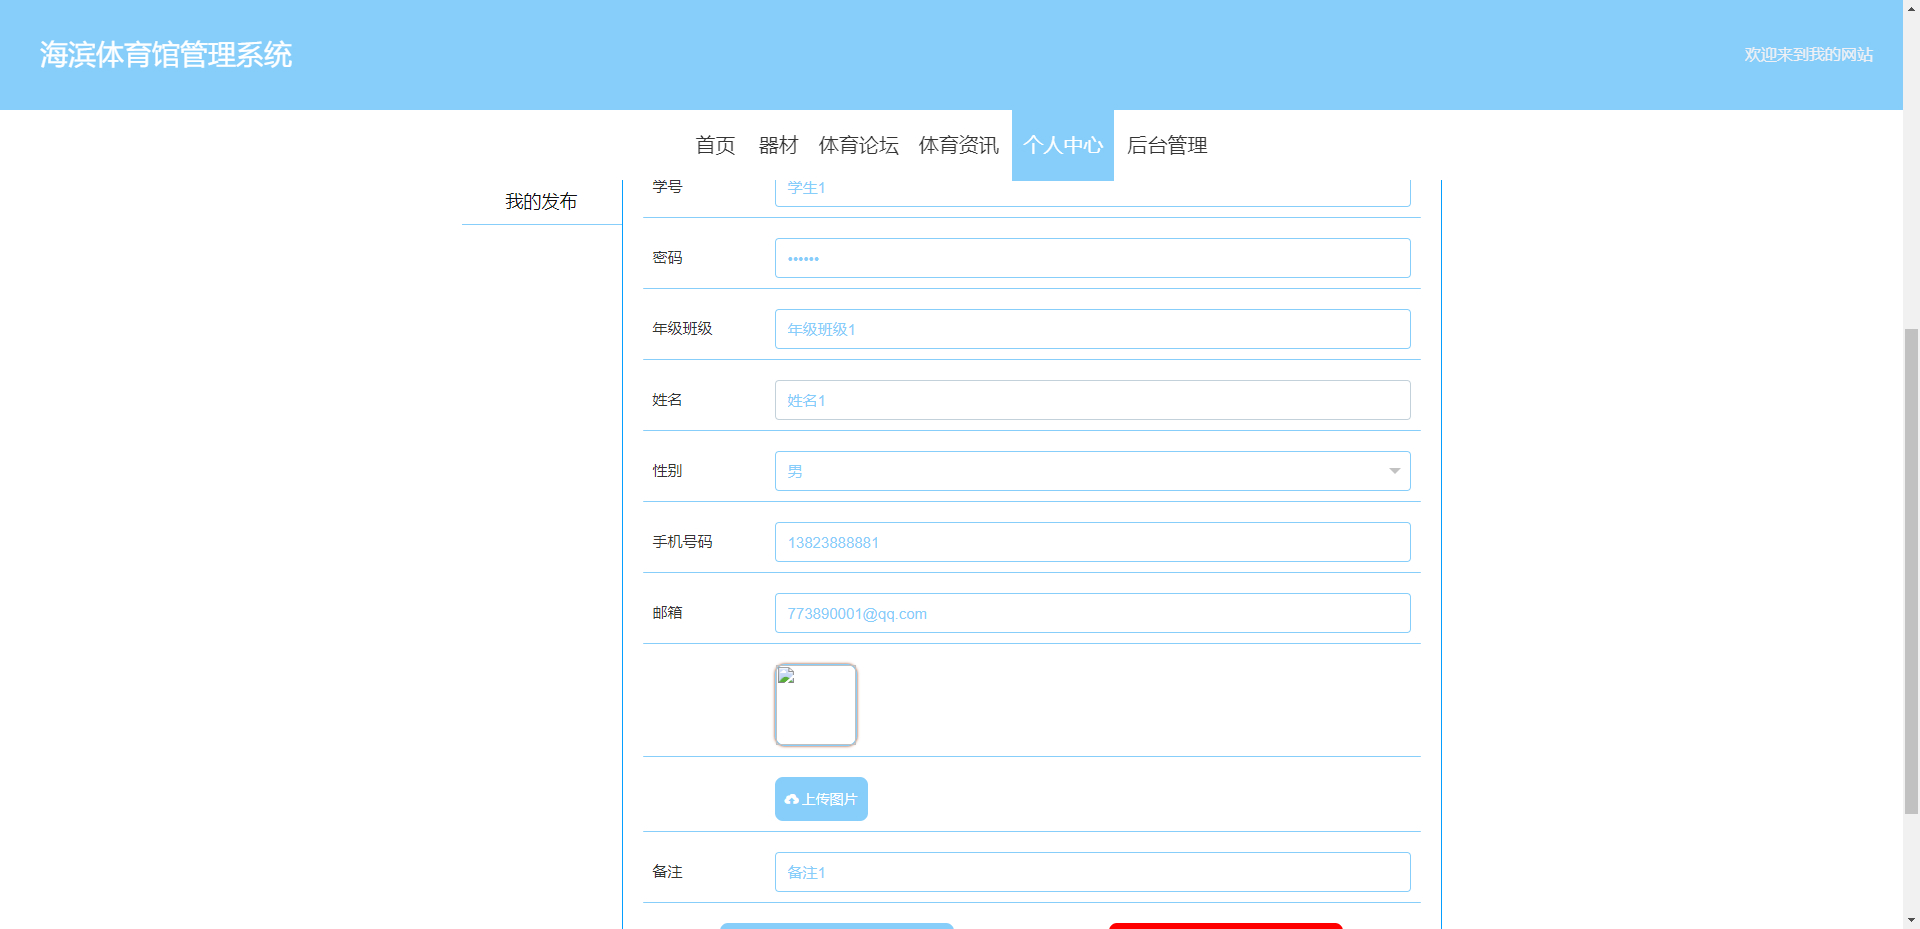 海滨体育馆管理系统
欢迎来到我的网站
首页 器材 体育论坛 体育资讯 个人中心 后台管理
我的发布
学号 学生1
密码 ••••••
年级班级 年级班级1
姓名 姓名1
性别 男
手机号码 13823888881
邮箱 773890001@qq.com
上传图片
备注 备注1